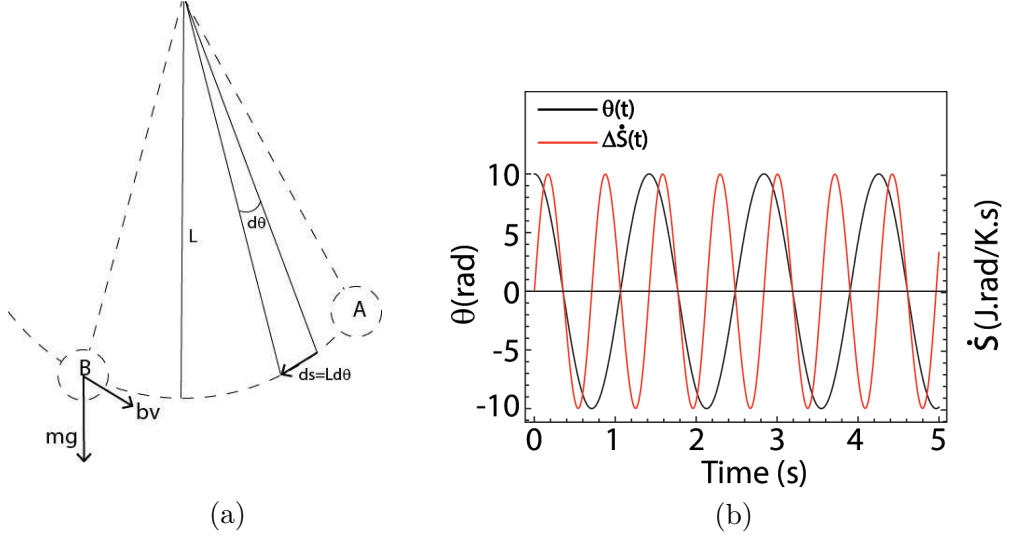 A
L
dθ
B
ds=Ldθ
bv
mg
(a)
θ(t)
ΔṠ(t)
10
5
0
-5
-10
θ(rad)
Ṡ(J.rad/K.s)
0 1 2 3 4 5
Time (s)
(b)